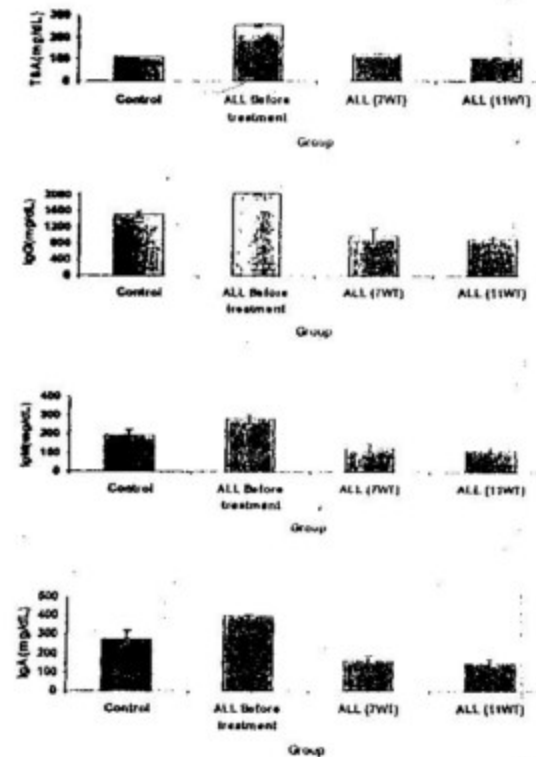 TSA(mg/dL)
300
200
100
0
Control
ALL Before
treatment
ALL (7WT)
ALL (11WT)
Group
IgG(mg/dL)
2000
1600
1200
800
400
0
Control
ALL Before
treatment
ALL (7WT)
ALL (11WT)
Group
IgM(mg/dL)
400
300
200
100
0
Control
ALL Before
treatment
ALL (7WT)
ALL (11WT)
Group
IgA(mg/dL)
500
400
300
200
100
0
Control
ALL Before
treatment
ALL (7WT)
ALL (11WT)
Group